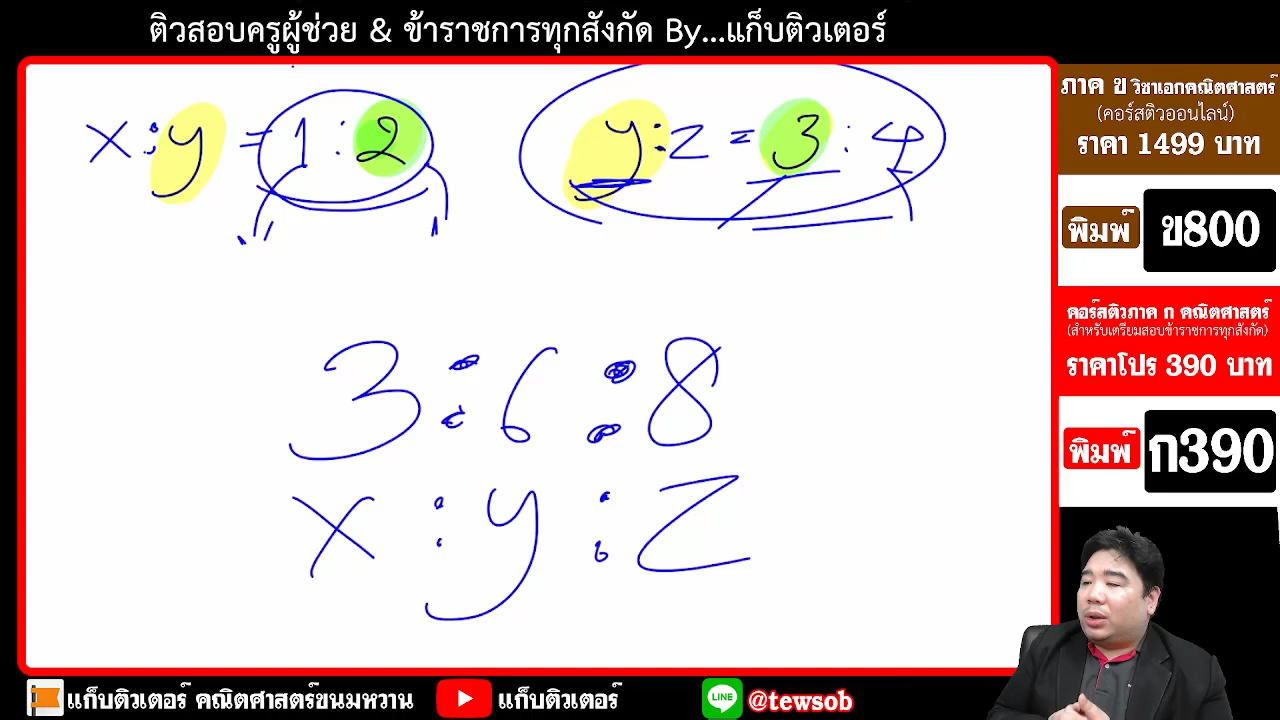 ติวสอบครูผู้ช่วย & ข้าราชการทุกสังกัด By...แก็บติวเตอร์
x : y = 1 : 2
y : z = 3 : 4
3 : 6 : 8
x : y : z
ภาค ข วิชาเอกคณิตศาสตร์
(คอร์สติวออนไลน์)
ราคา 1499 บาท
พิมพ์ ข800
คอร์สติวภาค ก คณิตศาสตร์
(สำหรับเตรียมสอบข้าราชการทุกสังกัด)
ราคาโปร 390 บาท
พิมพ์ ก390
แก็บติวเตอร์ คณิตศาสตร์ขนมหวาน
แก็บติวเตอร์
LINE @tewsob